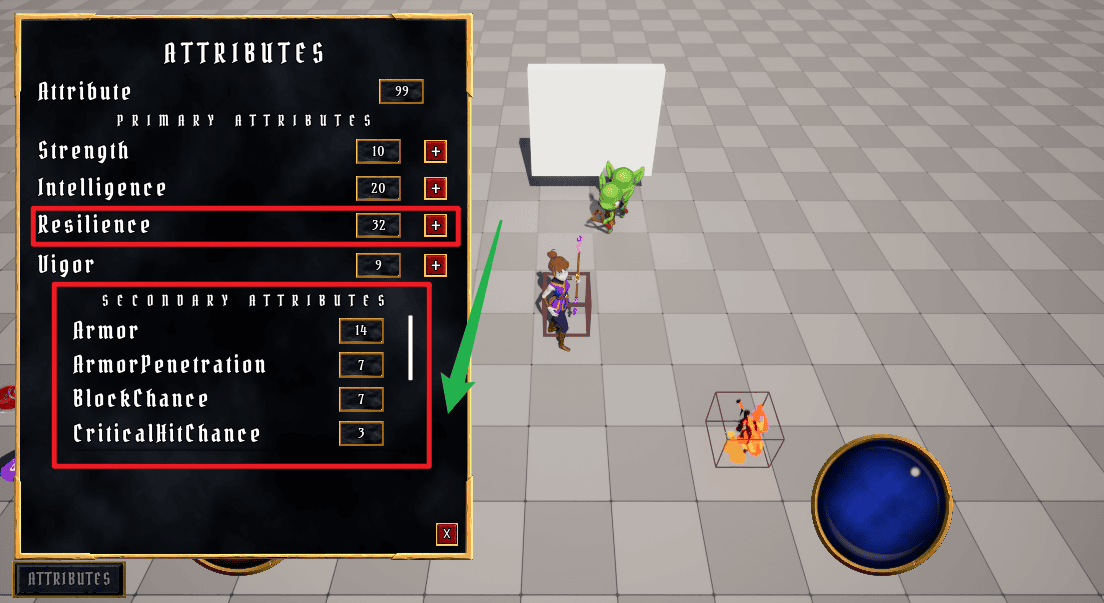 ATTRIBUTES
Attribute 99
PRIMARY ATTRIBUTES
Strength 10 +
Intelligence 20 +
Resilience 32 +
Vigor 9 +
SECONDARY ATTRIBUTES
Armor 14
ArmorPenetration 7
BlockChance 7
CriticalHitChance 3
X
ATTRIBUTES